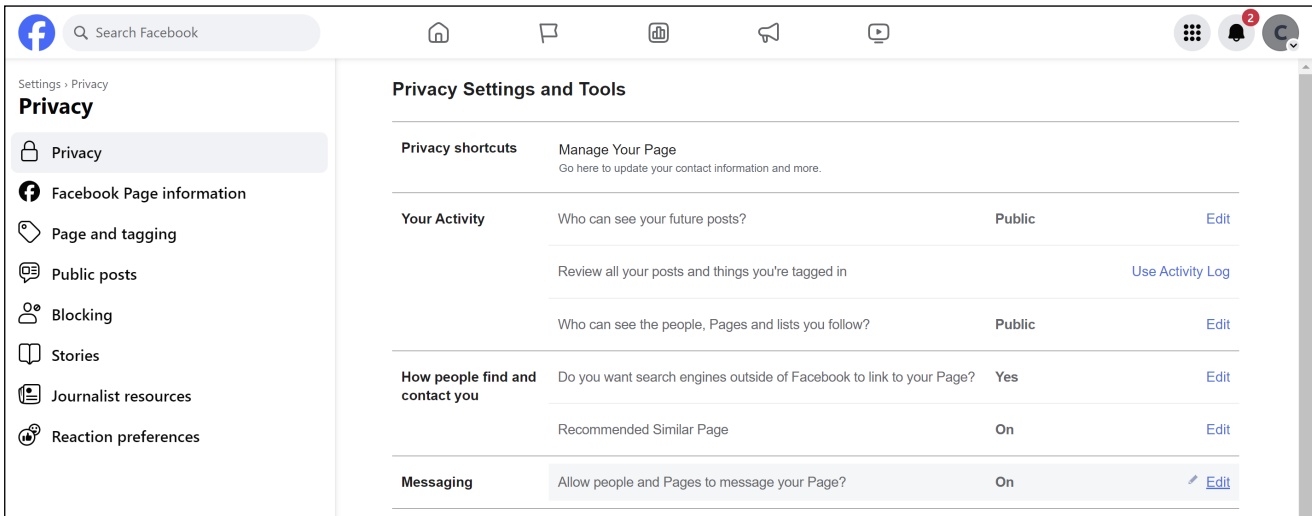 Search Facebook
2
C
Settings › Privacy
Privacy
Privacy
Facebook Page information
Page and tagging
Public posts
Blocking
Stories
Journalist resources
Reaction preferences
Privacy Settings and Tools
Privacy shortcuts
Manage Your Page
Go here to update your contact information and more.
Your Activity
Who can see your future posts? Public Edit
Review all your posts and things you're tagged in Use Activity Log
Who can see the people, Pages and lists you follow? Public Edit
How people find and
contact you
Do you want search engines outside of Facebook to link to your Page? Yes Edit
Recommended Similar Page On Edit
Messaging
Allow people and Pages to message your Page? On Edit